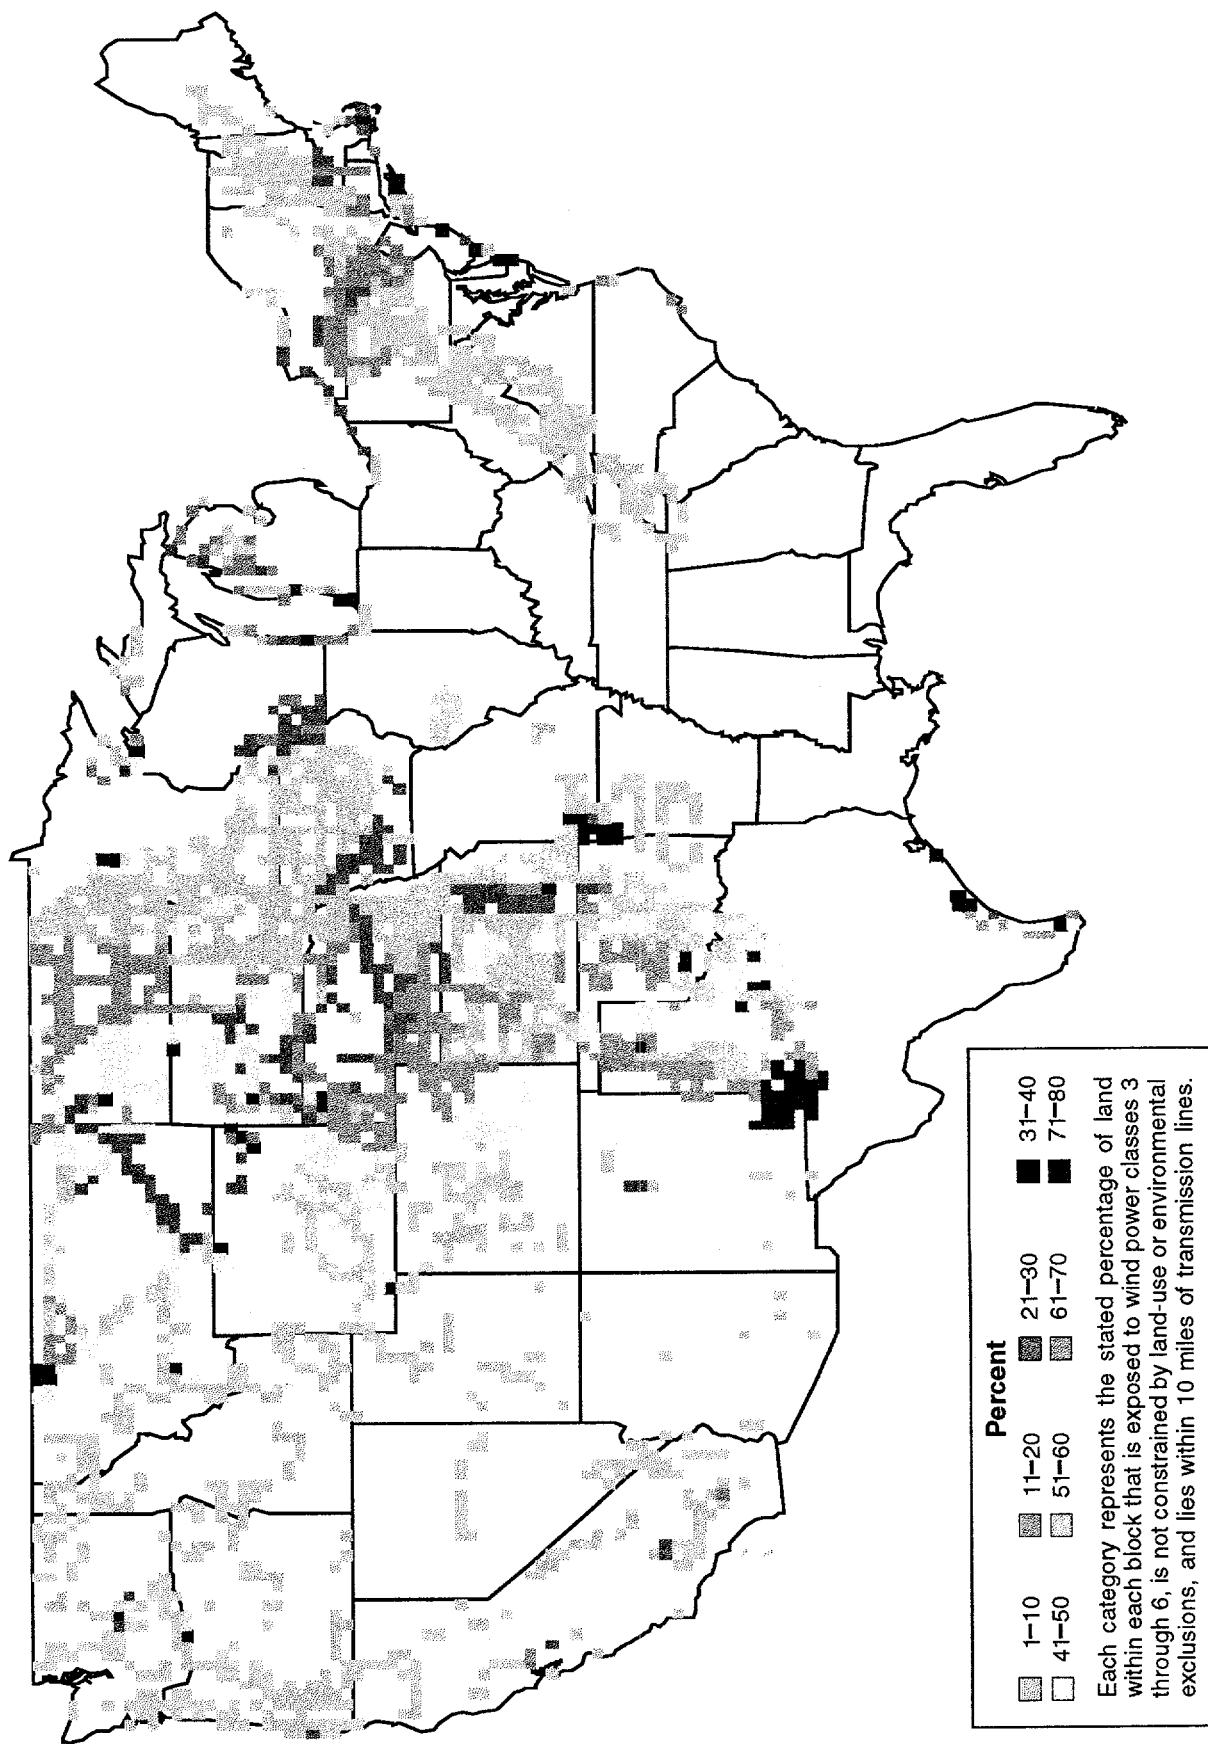 Percent
1–10 11–20 21–30 31–40
41–50 51–60 61–70 71–80
Each category represents the stated percentage of land
within each block that is exposed to wind power classes 3
through 6, is not constrained by land-use or environmental
exclusions, and lies within 10 miles of transmission lines.